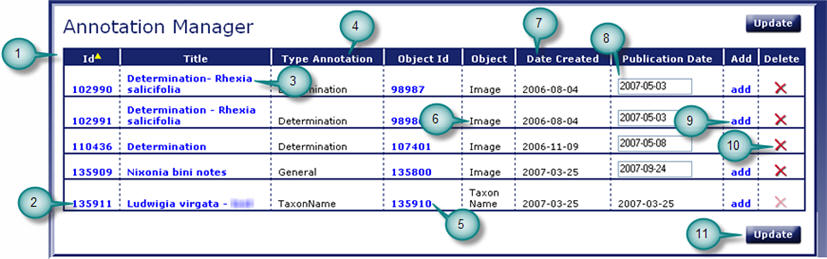 Annotation Manager
Update
1
2
3
4
5
6
7
8
9
10
11
Id Title Type Annotation Object Id Object Date Created Publication Date Add Delete
Determination- Rhexia
102990 salicifolia 98987 Image 2006-08-04 2007-05-03 add
Determination - Rhexia
102991 salicifolia Determination Image 2006-08-04 2007-05-03 add
110436 Determination Determination 107401 Image 2006-11-09 2007-05-08 add
135909 Nixonia bini notes General 135800 Image 2007-03-25 2007-09-24 add
Taxon
135911 Ludwigia virgata - TaxonName 135910 Name 2007-03-25 2007-03-25 add
Update